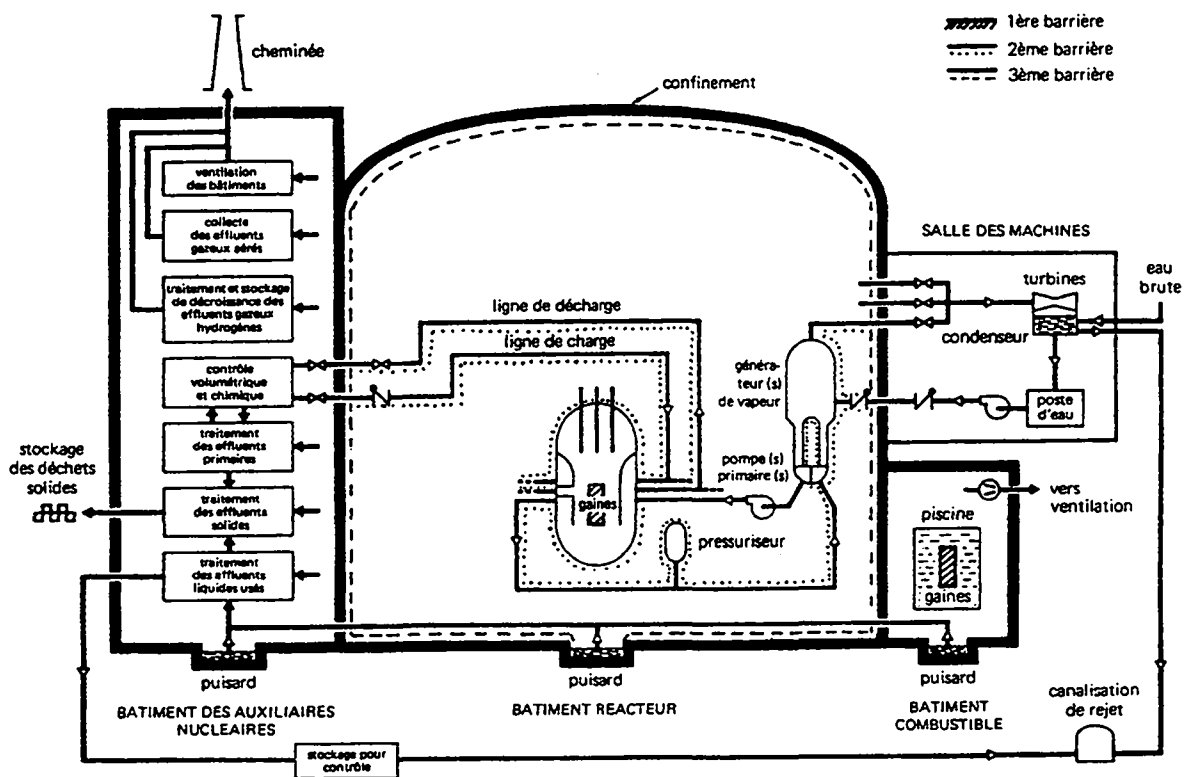 cheminée
confinement
1ère barrière
2ème barrière
3ème barrière
ventilation
des bâtiments
collecte
des effluents
gazeux aérés
traitement et stockage
de décroissance des
effluents gazeux
hydrogénes
contrôle
volumétrique
et chimique
traitement
des effluents
primaires
traitement
des effluents
solides
traitement
des effluents
liquides usés
stockage
des déchets
solides
ligne de décharge
ligne de charge
généra-
teur (s)
de vapeur
pompe (s)
primaire (s)
gaines
pressuriseur
SALLE DES MACHINES
turbines
condenseur
eau
brute
poste
d'eau
vers
ventilation
piscine
gaines
puisard
puisard
puisard
BATIMENT DES AUXILIAIRES
NUCLEAIRES
BATIMENT REACTEUR
BATIMENT
COMBUSTIBLE
canalisation
de rejet
stockage pour
contrôle